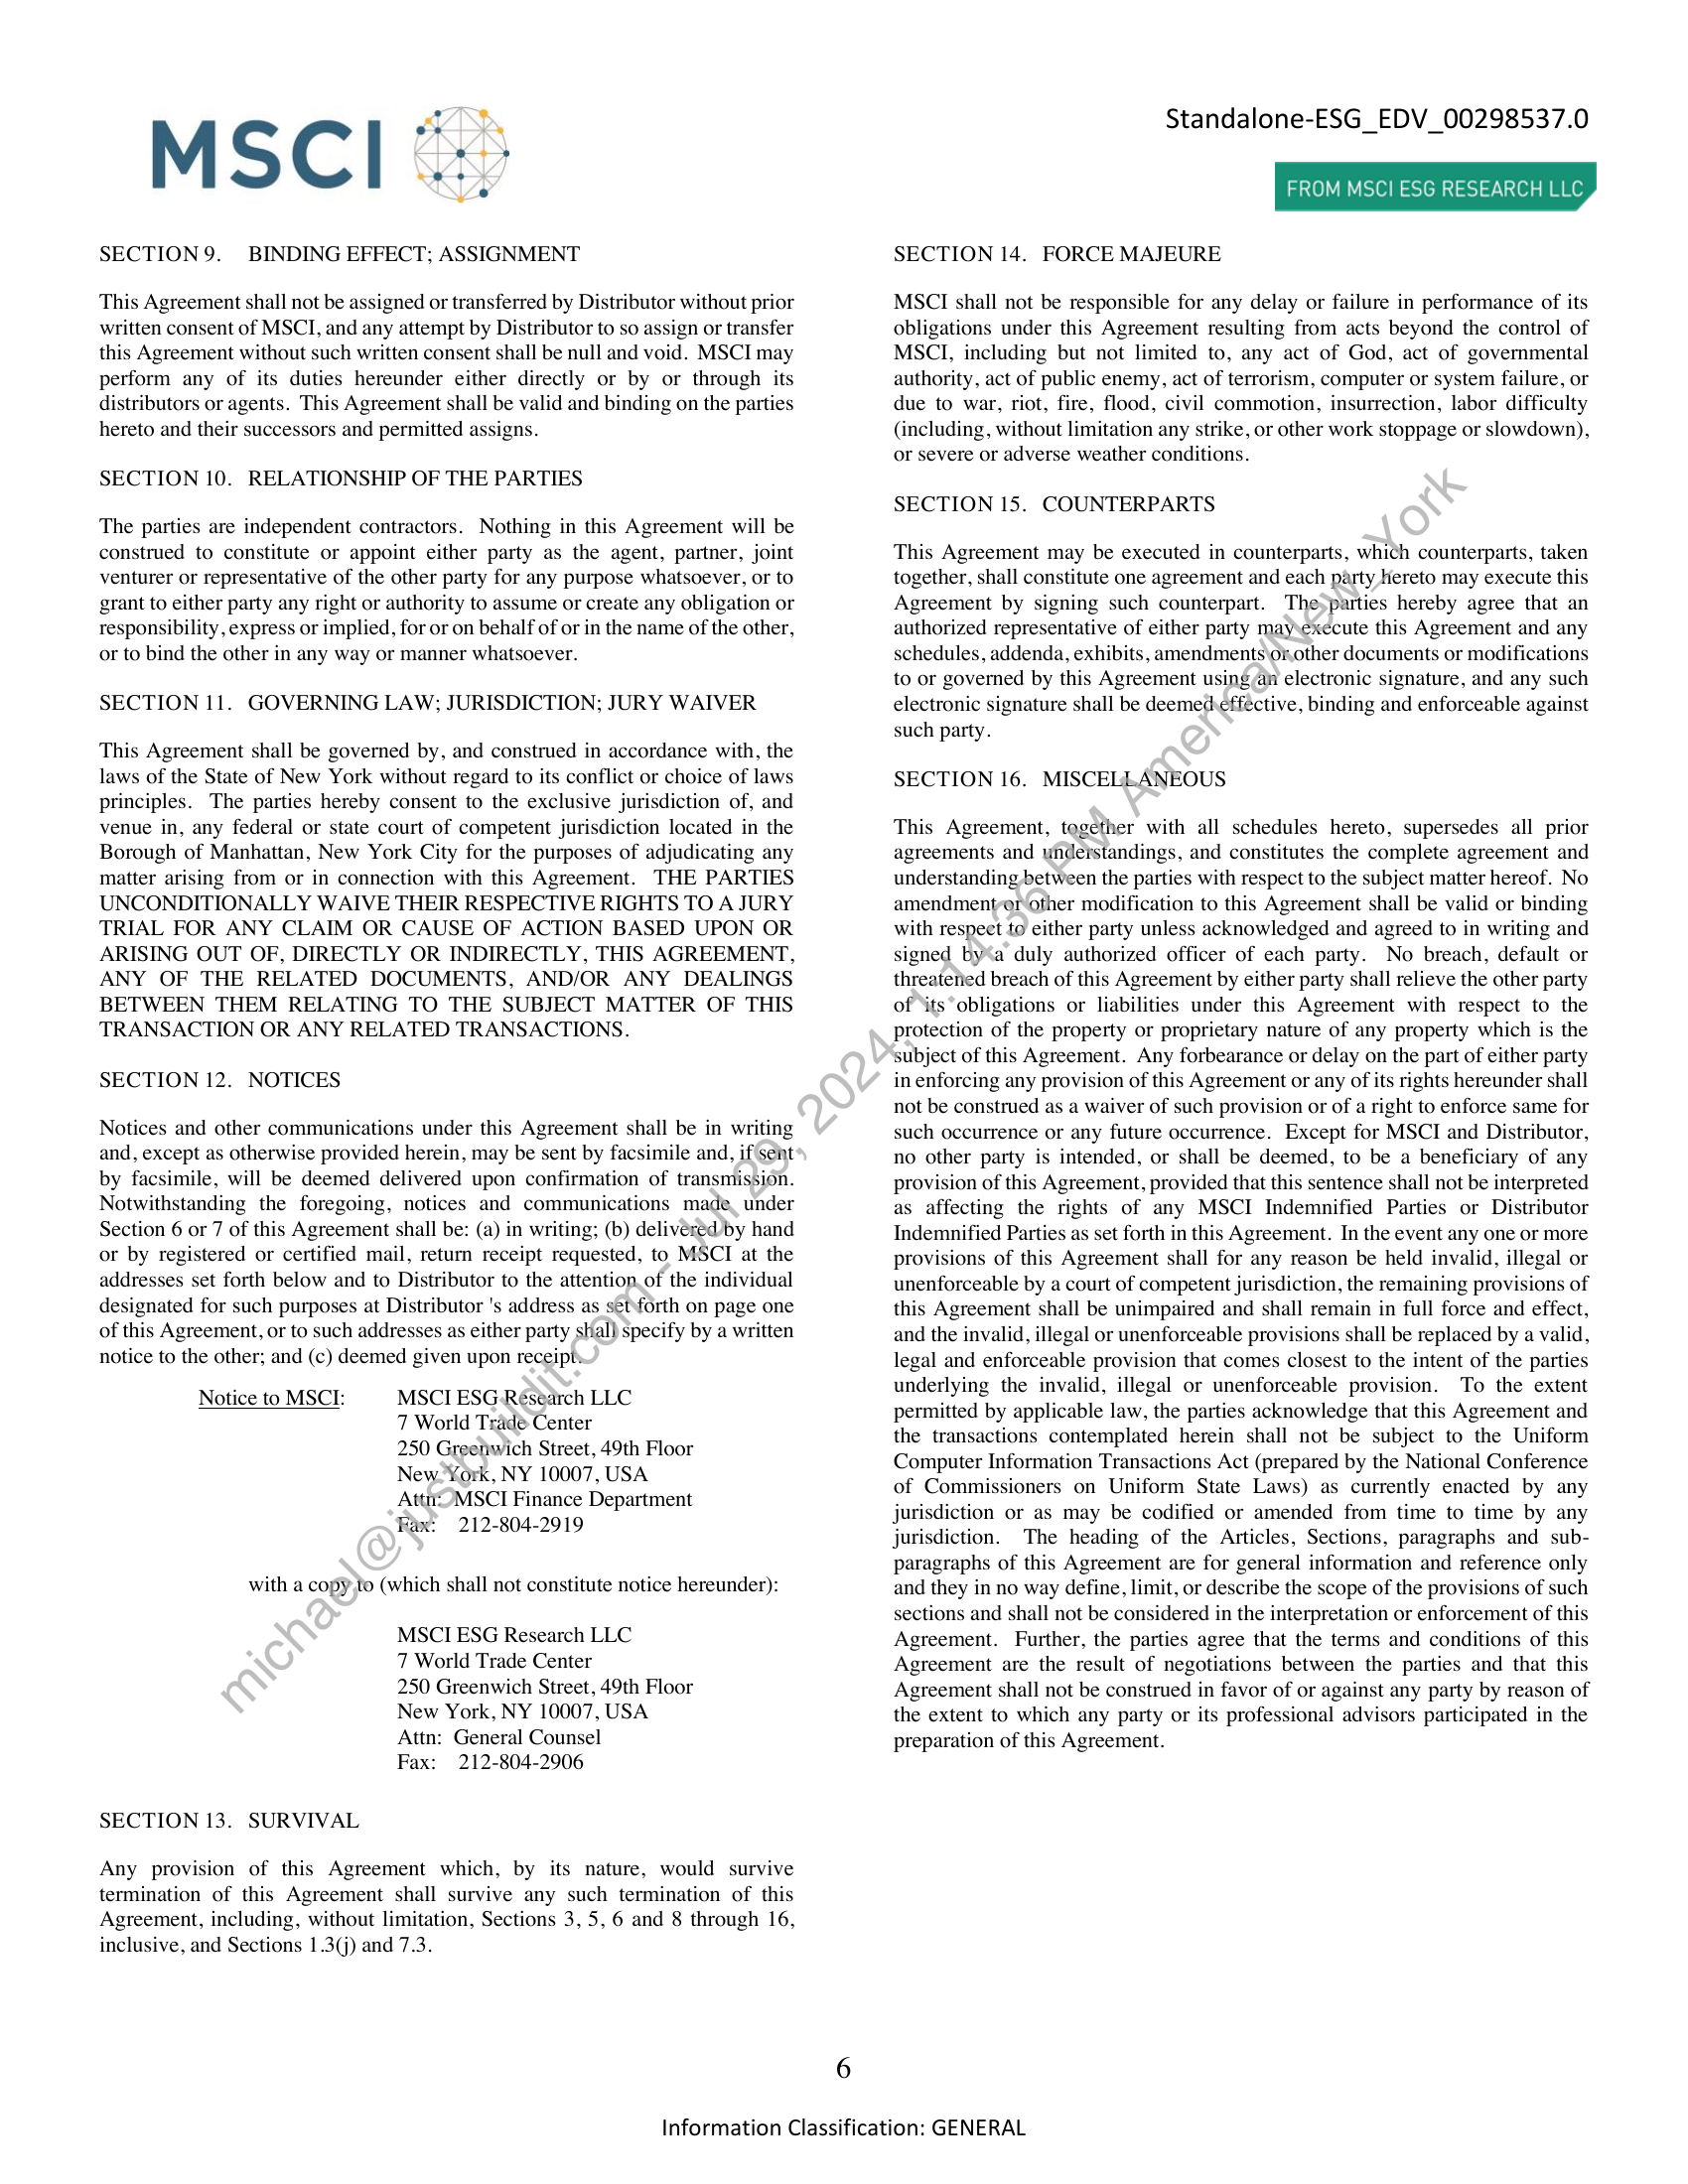 MSCI
Standalone-ESG_EDV_00298537.0
FROM MSCI ESG RESEARCH LLC
SECTION 9. BINDING EFFECT; ASSIGNMENT
This Agreement shall not be assigned or transferred by Distributor without prior
written consent of MSCI, and any attempt by Distributor to so assign or transfer
this Agreement without such written consent shall be null and void. MSCI may
perform any of its duties hereunder either directly or by or through its
distributors or agents. This Agreement shall be valid and binding on the parties
hereto and their successors and permitted assigns.
SECTION 10. RELATIONSHIP OF THE PARTIES
The parties are independent contractors. Nothing in this Agreement will be
construed to constitute or appoint either party as the agent, partner, joint
venturer or representative of the other party for any purpose whatsoever, or to
grant to either party any right or authority to assume or create any obligation or
responsibility, express or implied, for or on behalf of or in the name of the other,
or to bind the other in any way or manner whatsoever.
SECTION 11. GOVERNING LAW; JURISDICTION; JURY WAIVER
This Agreement shall be governed by, and construed in accordance with, the
laws of the State of New York without regard to its conflict or choice of laws
principles. The parties hereby consent to the exclusive jurisdiction of, and
venue in, any federal or state court of competent jurisdiction located in the
Borough of Manhattan, New York City for the purposes of adjudicating any
matter arising from or in connection with this Agreement. THE PARTIES
UNCONDITIONALLY WAIVE THEIR RESPECTIVE RIGHTS TO A JURY
TRIAL FOR ANY CLAIM OR CAUSE OF ACTION BASED UPON OR
ARISING OUT OF, DIRECTLY OR INDIRECTLY, THIS AGREEMENT,
ANY OF THE RELATED DOCUMENTS, AND/OR ANY DEALINGS
BETWEEN THEM RELATING TO THE SUBJECT MATTER OF THIS
TRANSACTION OR ANY RELATED TRANSACTIONS.
SECTION 12. NOTICES
Notices and other communications under this Agreement shall be in writing
and, except as otherwise provided herein, may be sent by facsimile and, if sent
by facsimile, will be deemed delivered upon confirmation of transmission.
Notwithstanding the foregoing, notices and communications made under
Section 6 or 7 of this Agreement shall be: (a) in writing; (b) delivered by hand
or by registered or certified mail, return receipt requested, to MSCI at the
addresses set forth below and to Distributor to the attention of the individual
designated for such purposes at Distributor 's address as set forth on page one
of this Agreement, or to such addresses as either party shall specify by a written
notice to the other; and (c) deemed given upon receipt.
Notice to MSCI: MSCI ESG Research LLC
7 World Trade Center
250 Greenwich Street, 49th Floor
New York, NY 10007, USA
Attn: MSCI Finance Department
Fax: 212-804-2919
with a copy to (which shall not constitute notice hereunder):
MSCI ESG Research LLC
7 World Trade Center
250 Greenwich Street, 49th Floor
New York, NY 10007, USA
Attn: General Counsel
Fax: 212-804-2906
SECTION 13. SURVIVAL
Any provision of this Agreement which, by its nature, would survive
termination of this Agreement shall survive any such termination of this
Agreement, including, without limitation, Sections 3, 5, 6 and 8 through 16,
inclusive, and Sections 1.3(j) and 7.3.
SECTION 14. FORCE MAJEURE
MSCI shall not be responsible for any delay or failure in performance of its
obligations under this Agreement resulting from acts beyond the control of
MSCI, including but not limited to, any act of God, act of governmental
authority, act of public enemy, act of terrorism, computer or system failure, or
due to war, riot, fire, flood, civil commotion, insurrection, labor difficulty
(including, without limitation any strike, or other work stoppage or slowdown),
or severe or adverse weather conditions.
SECTION 15. COUNTERPARTS
This Agreement may be executed in counterparts, which counterparts, taken
together, shall constitute one agreement and each party hereto may execute this
Agreement by signing such counterpart. The parties hereby agree that an
authorized representative of either party may execute this Agreement and any
schedules, addenda, exhibits, amendments or other documents or modifications
to or governed by this Agreement using an electronic signature, and any such
electronic signature shall be deemed effective, binding and enforceable against
such party.
SECTION 16. MISCELLANEOUS
This Agreement, together with all schedules hereto, supersedes all prior
agreements and understandings, and constitutes the complete agreement and
understanding between the parties with respect to the subject matter hereof. No
amendment or other modification to this Agreement shall be valid or binding
with respect to either party unless acknowledged and agreed to in writing and
signed by a duly authorized officer of each party. No breach, default or
threatened breach of this Agreement by either party shall relieve the other party
of its obligations or liabilities under this Agreement with respect to the
protection of the property or proprietary nature of any property which is the
subject of this Agreement. Any forbearance or delay on the part of either party
in enforcing any provision of this Agreement or any of its rights hereunder shall
not be construed as a waiver of such provision or of a right to enforce same for
such occurrence or any future occurrence. Except for MSCI and Distributor,
no other party is intended, or shall be deemed, to be a beneficiary of any
provision of this Agreement, provided that this sentence shall not be interpreted
as affecting the rights of any MSCI Indemnified Parties or Distributor
Indemnified Parties as set forth in this Agreement. In the event any one or more
provisions of this Agreement shall for any reason be held invalid, illegal or
unenforceable by a court of competent jurisdiction, the remaining provisions of
this Agreement shall be unimpaired and shall remain in full force and effect,
and the invalid, illegal or unenforceable provisions shall be replaced by a valid,
legal and enforceable provision that comes closest to the intent of the parties
underlying the invalid, illegal or unenforceable provision. To the extent
permitted by applicable law, the parties acknowledge that this Agreement and
the transactions contemplated herein shall not be subject to the Uniform
Computer Information Transactions Act (prepared by the National Conference
of Commissioners on Uniform State Laws) as currently enacted by any
jurisdiction or as may be codified or amended from time to time by any
jurisdiction. The heading of the Articles, Sections, paragraphs and sub-
paragraphs of this Agreement are for general information and reference only
and they in no way define, limit, or describe the scope of the provisions of such
sections and shall not be considered in the interpretation or enforcement of this
Agreement. Further, the parties agree that the terms and conditions of this
Agreement are the result of negotiations between the parties and that this
Agreement shall not be construed in favor of or against any party by reason of
the extent to which any party or its professional advisors participated in the
preparation of this Agreement.
michael@justbuildit.com - Jul 29, 2024, 1:14:36 PM America/New_York
6
Information Classification: GENERAL